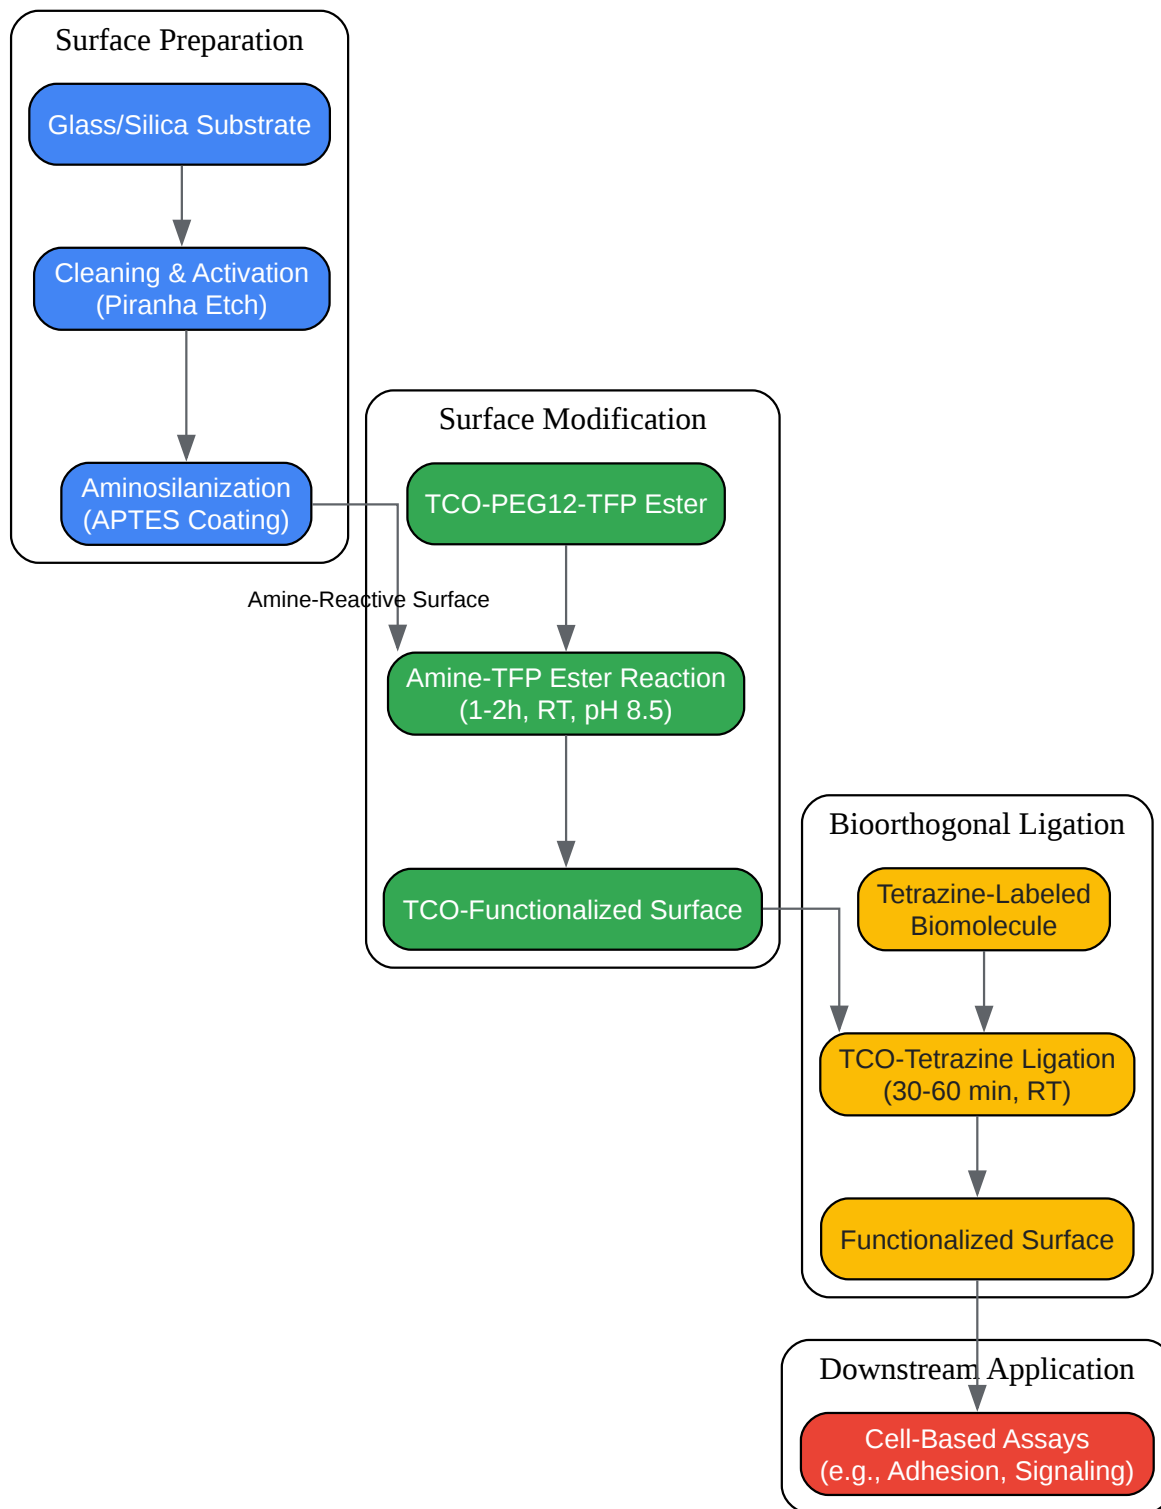 Surface Preparation
Glass/Silica Substrate
Cleaning & Activation
(Piranha Etch)
Aminosilanization
(APTES Coating)
Amine-Reactive Surface
Surface Modification
TCO-PEG12-TFP Ester
Amine-TFP Ester Reaction
(1-2h, RT, pH 8.5)
TCO-Functionalized Surface
Bioorthogonal Ligation
Tetrazine-Labeled
Biomolecule
TCO-Tetrazine Ligation
(30-60 min, RT)
Functionalized Surface
Downstream Application
Cell-Based Assays
(e.g., Adhesion, Signaling)